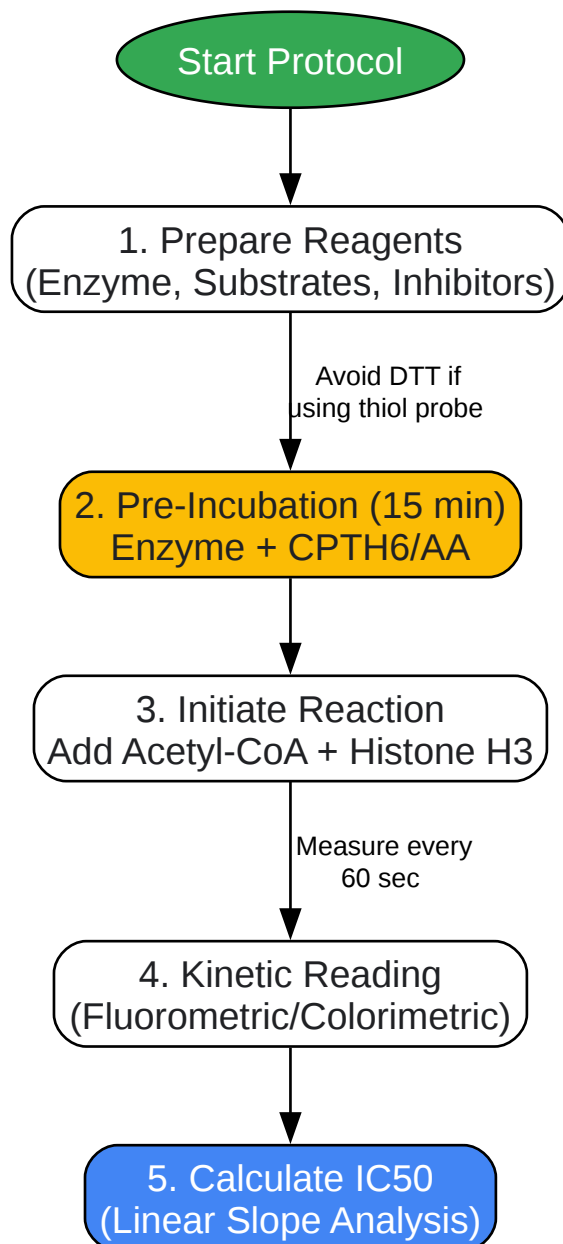 Start Protocol
1. Prepare Reagents
(Enzyme, Substrates, Inhibitors)
Avoid DTT if
using thiol probe
2. Pre-Incubation (15 min)
Enzyme + CPTH6/AA
3. Initiate Reaction
Add Acetyl-CoA + Histone H3
Measure every
60 sec
4. Kinetic Reading
(Fluorometric/Colorimetric)
5. Calculate IC50
(Linear Slope Analysis)